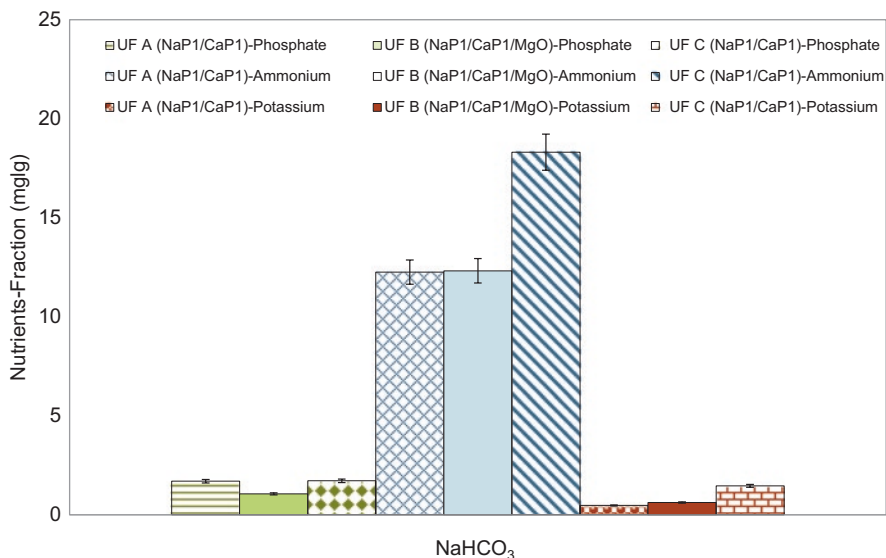 25
20
15
10
5
0
Nutrients-Fraction (mglg)
UF A (NaP1/CaP1)-Phosphate UF B (NaP1/CaP1/MgO)-Phosphate UF C (NaP1/CaP1)-Phosphate
UF A (NaP1/CaP1)-Ammonium UF B (NaP1/CaP1/MgO)-Ammonium UF C (NaP1/CaP1)-Ammonium
UF A (NaP1/CaP1)-Potassium UF B (NaP1/CaP1/MgO)-Potassium UF C (NaP1/CaP1)-Potassium
NaHCO₃